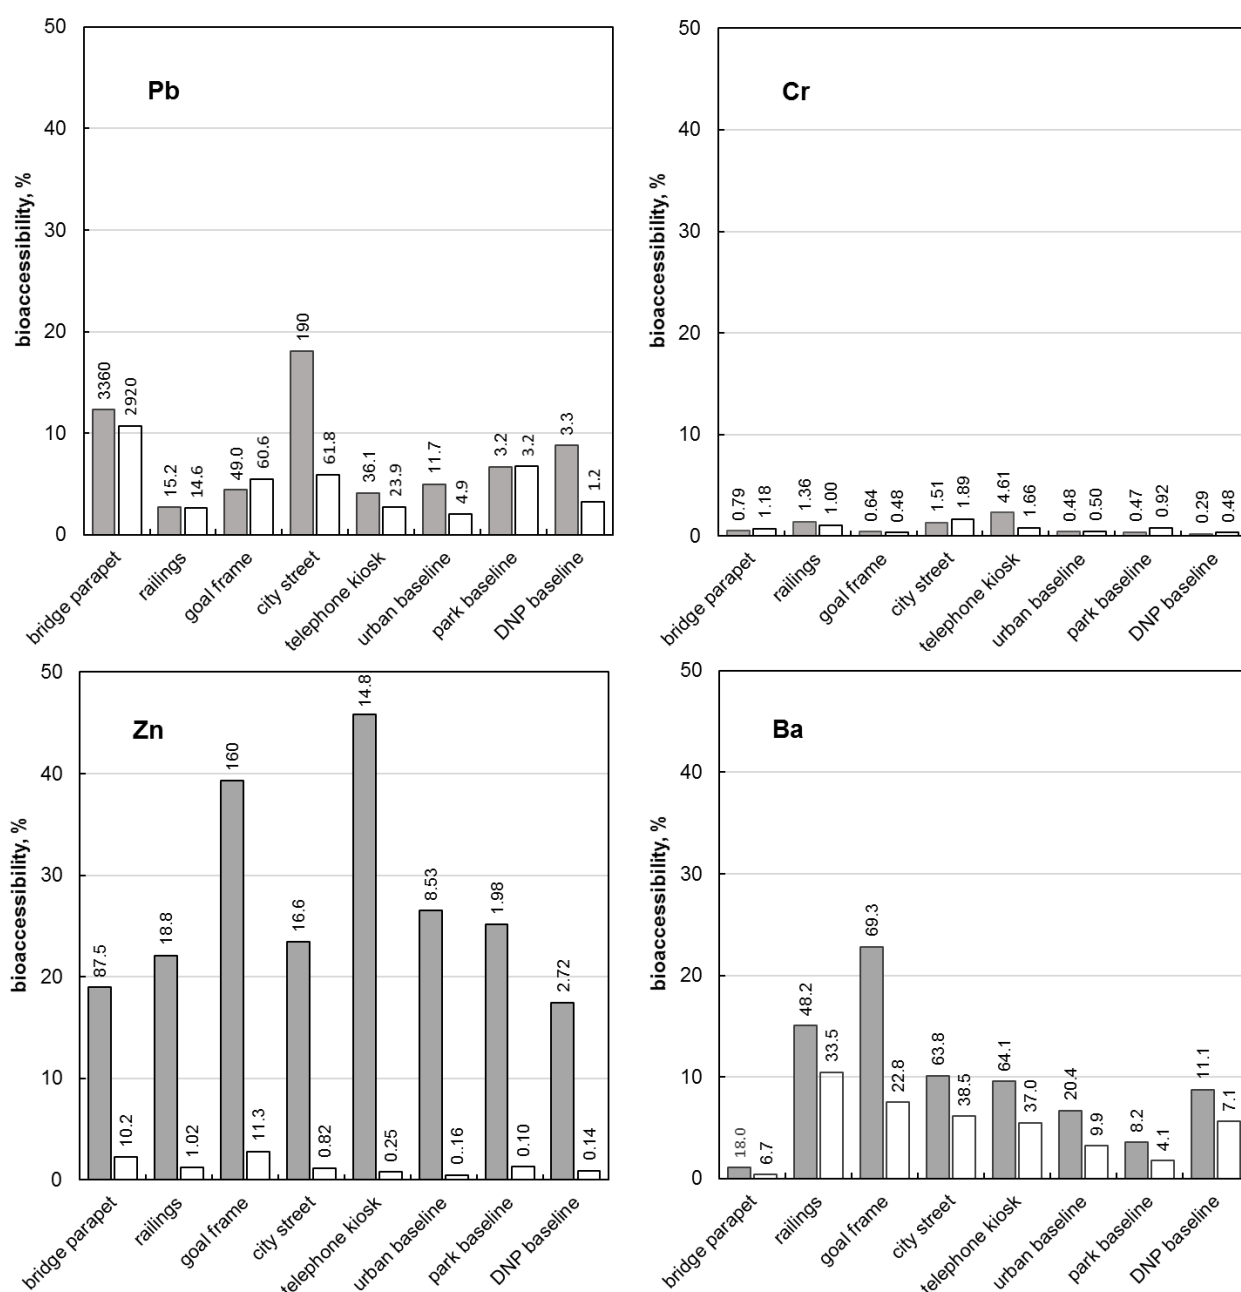 Pb
bioaccessibility, %
50
40
30
20
10
0
3360
2920
15.2
14.6
49.0
60.6
190
61.8
36.1
23.9
11.7
4.9
3.2
3.2
3.3
1.2
bridge parapet
railings
goal frame
city street
telephone kiosk
urban baseline
park baseline
DNP baseline
Cr
bioaccessibility, %
50
40
30
20
10
0
0.79
1.18
1.36
1.00
0.64
0.48
1.51
1.89
4.61
1.66
0.48
0.50
0.47
0.92
0.29
0.48
bridge parapet
railings
goal frame
city street
telephone kiosk
urban baseline
park baseline
DNP baseline
Zn
bioaccessibility, %
50
40
30
20
10
0
87.5
10.2
18.8
1.02
160
11.3
16.6
0.82
14.8
0.25
8.53
0.16
1.98
0.10
2.72
0.14
bridge parapet
railings
goal frame
city street
telephone kiosk
urban baseline
park baseline
DNP baseline
Ba
bioaccessibility, %
50
40
30
20
10
0
18.0
6.7
48.2
33.5
69.3
22.8
63.8
38.5
64.1
37.0
20.4
9.9
8.2
4.1
11.1
7.1
bridge parapet
railings
goal frame
city street
telephone kiosk
urban baseline
park baseline
DNP baseline